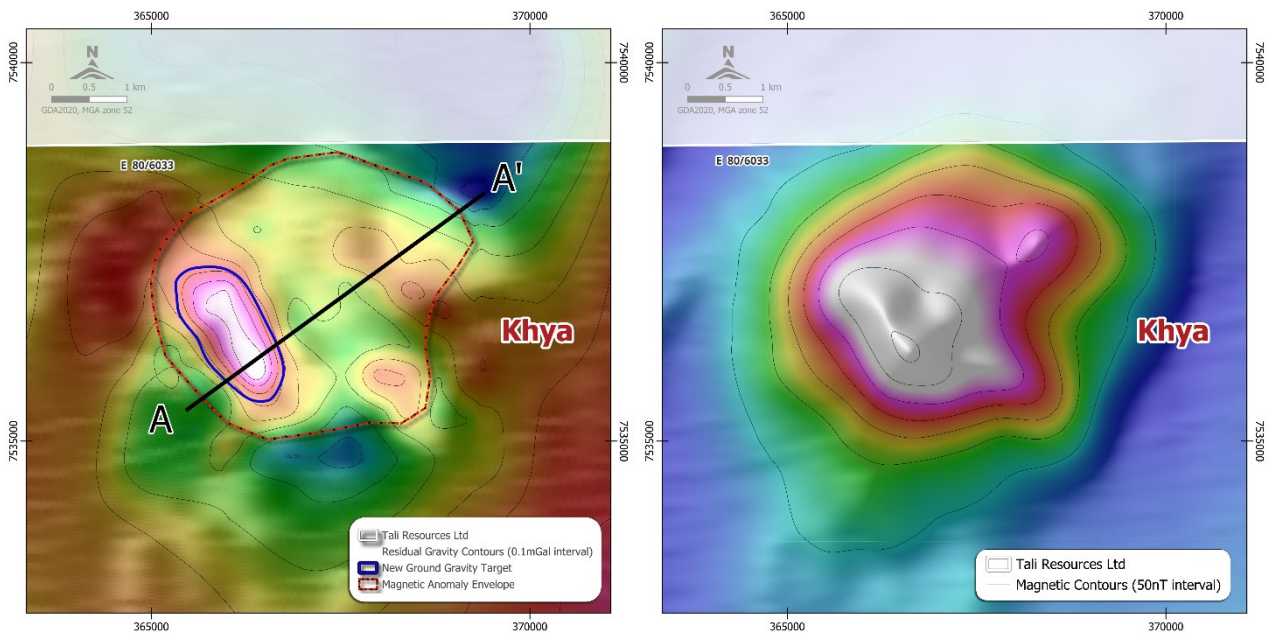 365000
370000
7540000
7540000
N
0 0.5 1 km
GDA2020, MGA zone 52
E 80/6033
A'
Khya
A
7535000
7535000
Tali Resources Ltd
Residual Gravity Contours (0.1mGal interval)
New Ground Gravity Target
Magnetic Anomaly Envelope
365000
370000
365000
370000
7540000
7540000
N
0 0.5 1 km
GDA2020, MGA zone 52
E 80/6033
Khya
7535000
7535000
Tali Resources Ltd
Magnetic Contours (50nT interval)
365000
370000